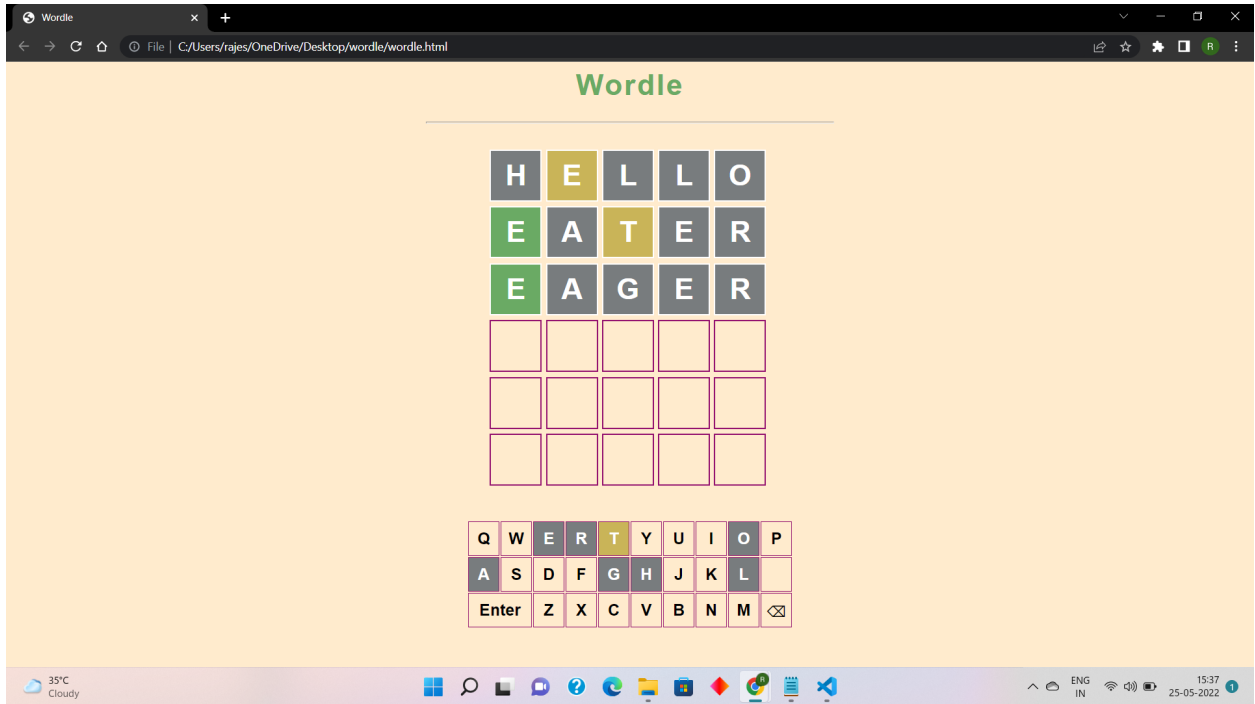 Wordle
File | C:/Users/rajes/OneDrive/Desktop/wordle/wordle.html
R
Wordle
H E L L O
E A T E R
E A G E R
Q W E R T Y U I O P
A S D F G H J K L
Enter Z X C V B N M ⌫
35°C
Cloudy
R
ENG
IN
15:37
25-05-2022
1